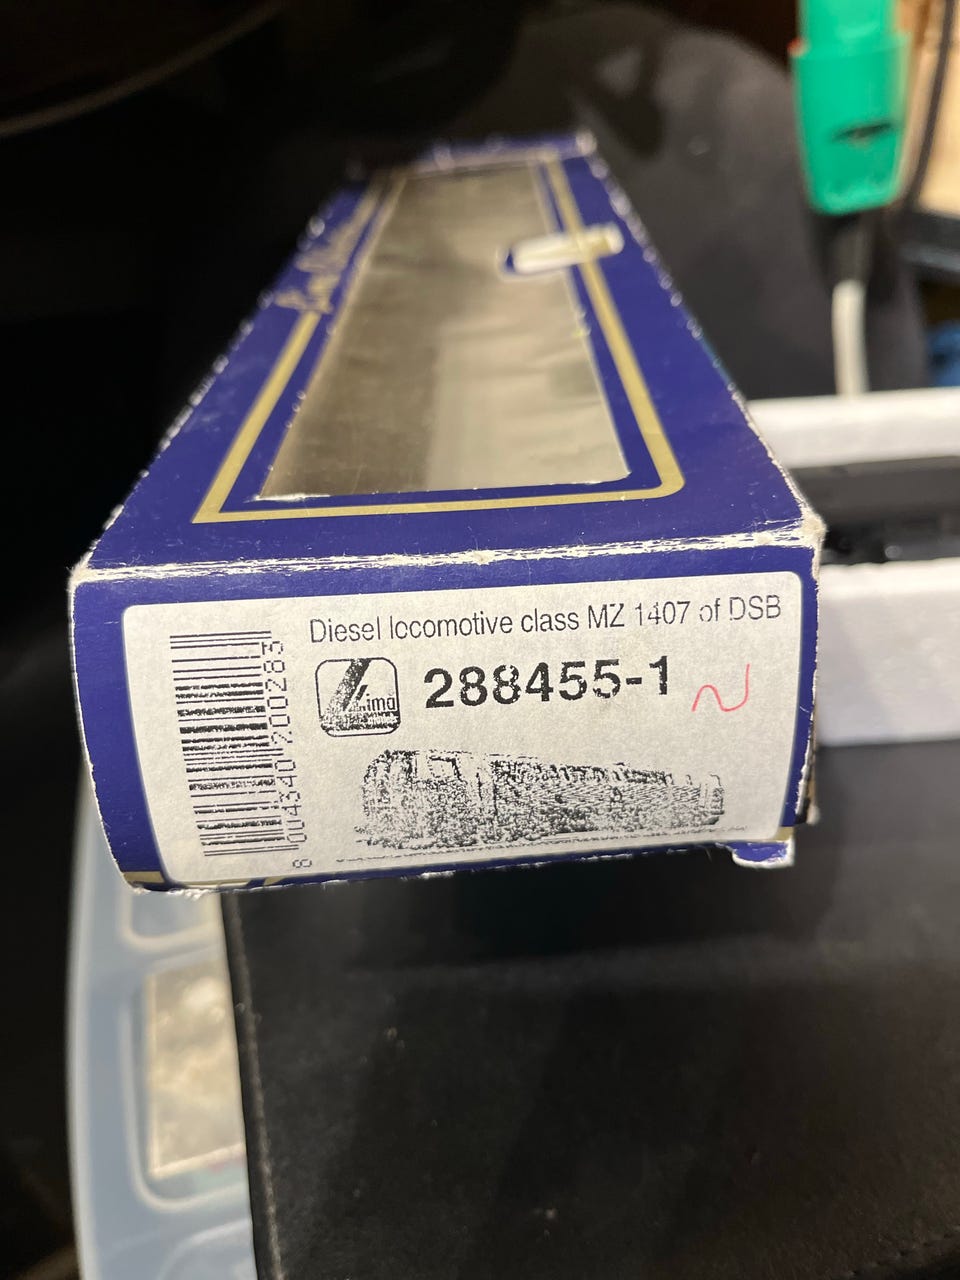 Diesel locomotive class MZ 1407 of DSB
Lima
288455-1
8 004340 200283